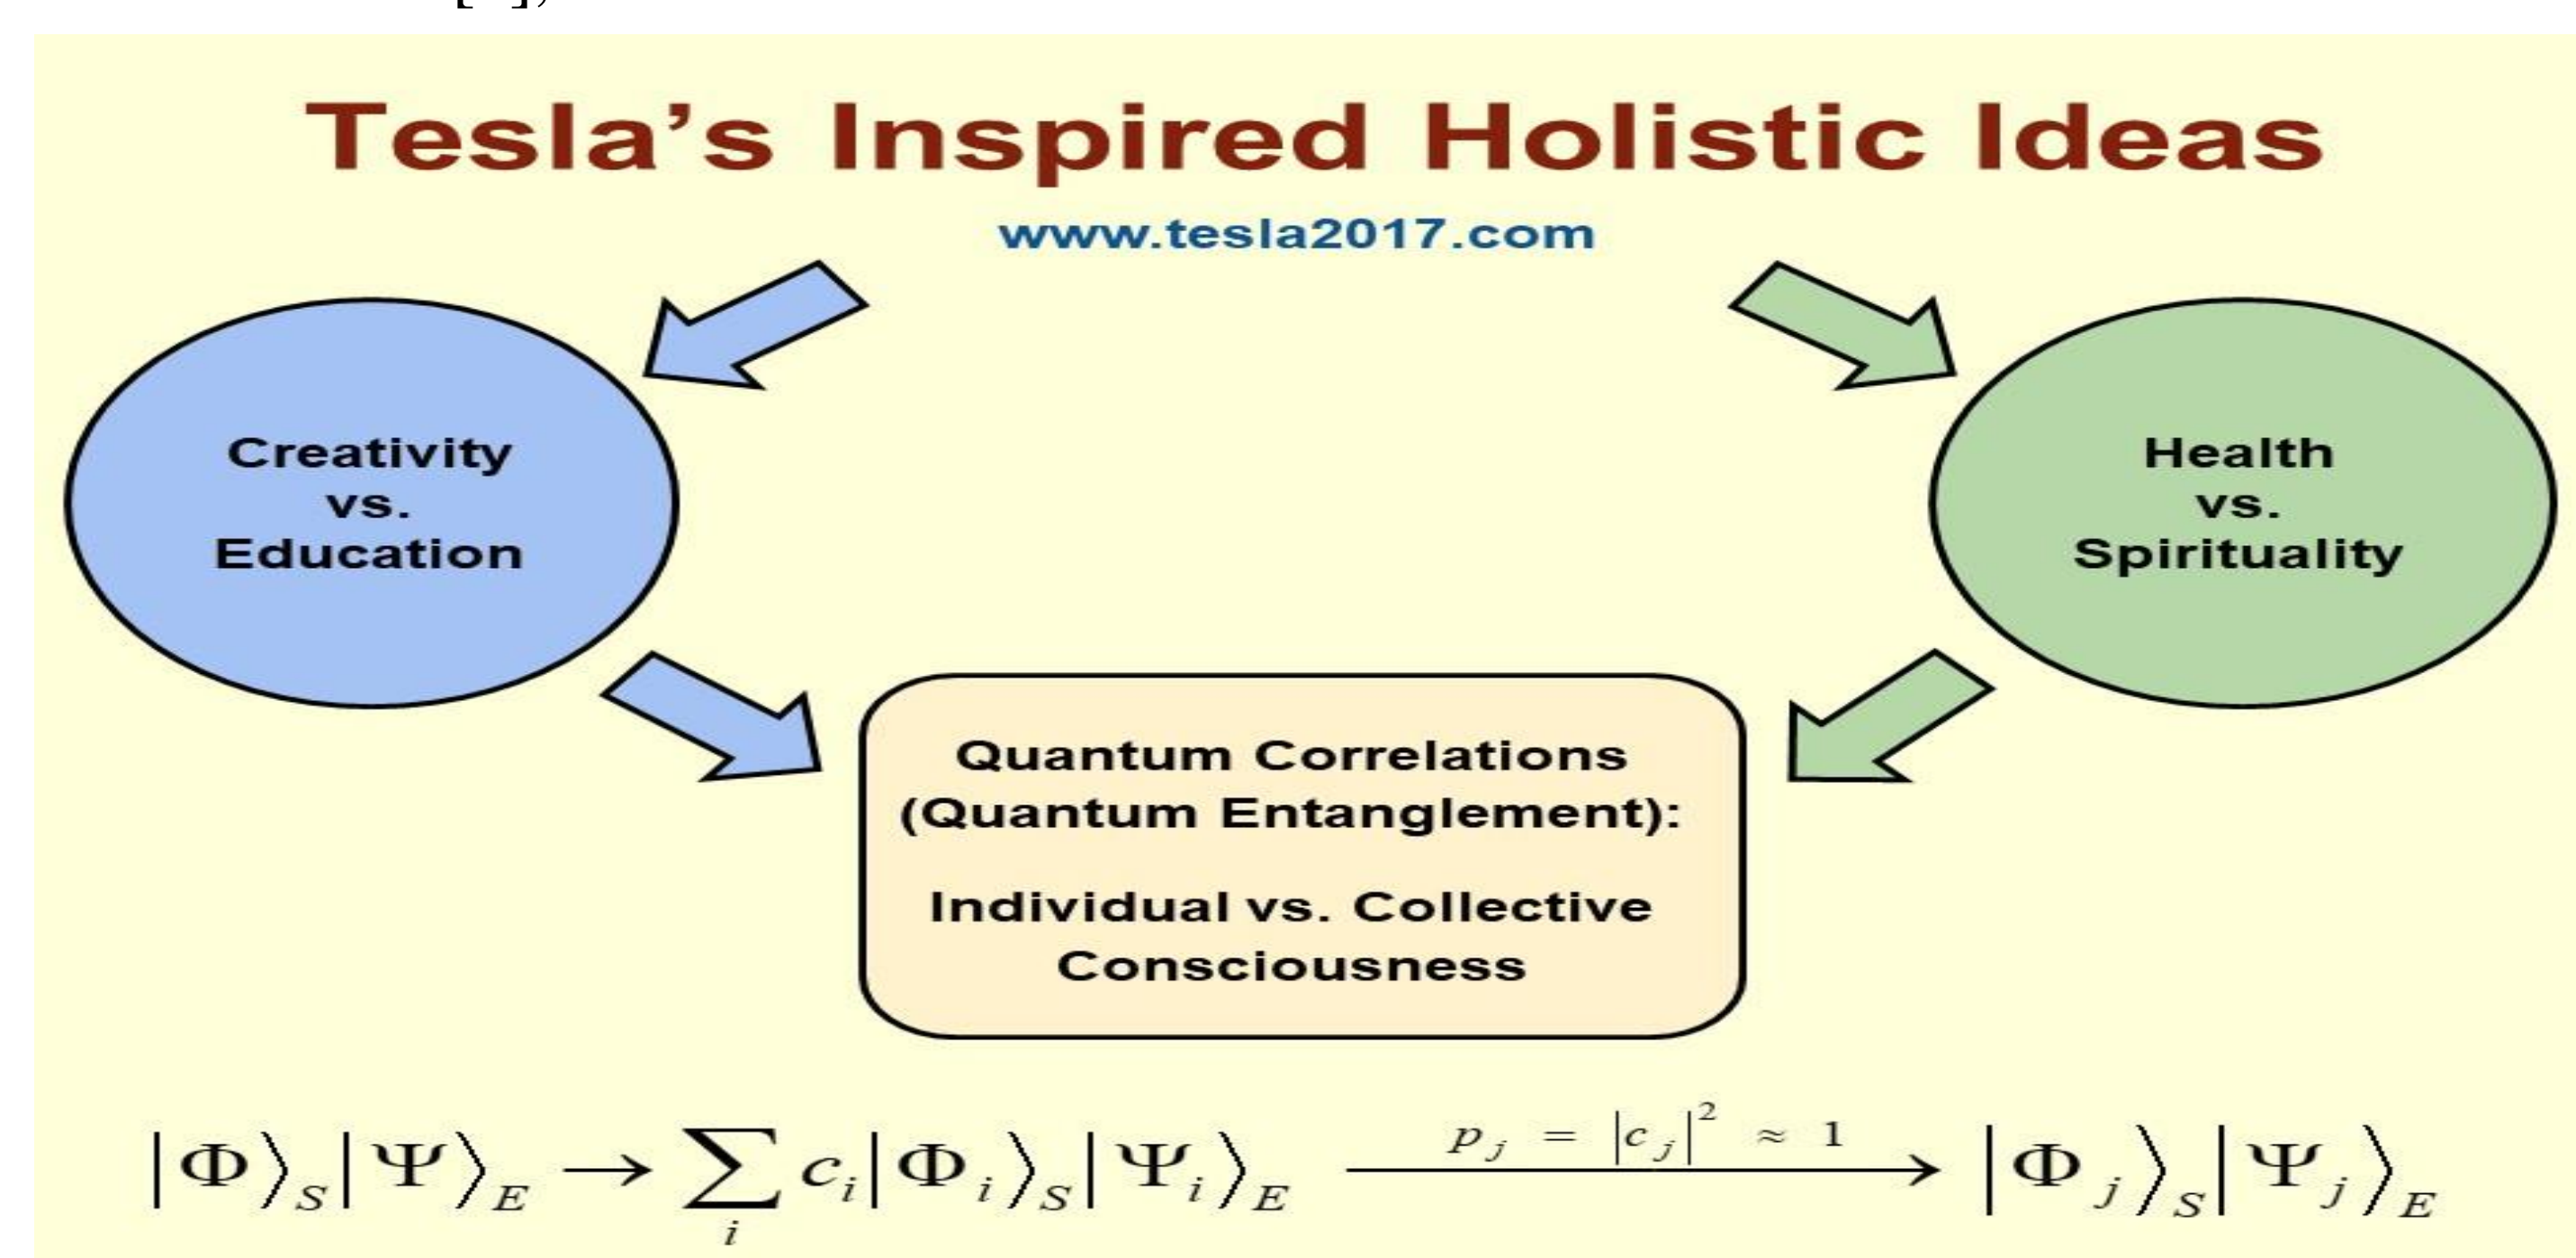 Tesla’s Inspired Holistic Ideas
www.tesla2017.com
Creativity
vs.
Education
Health
vs.
Spirituality
Quantum Correlations
(Quantum Entanglement):
Individual vs. Collective
Consciousness
|Φ⟩_S|Ψ⟩_E → ∑_i c_i|Φ_i⟩_S|Ψ_i⟩_E —p_j = |c_j|² ≈ 1→ |Φ_j⟩_S|Ψ_j⟩_E